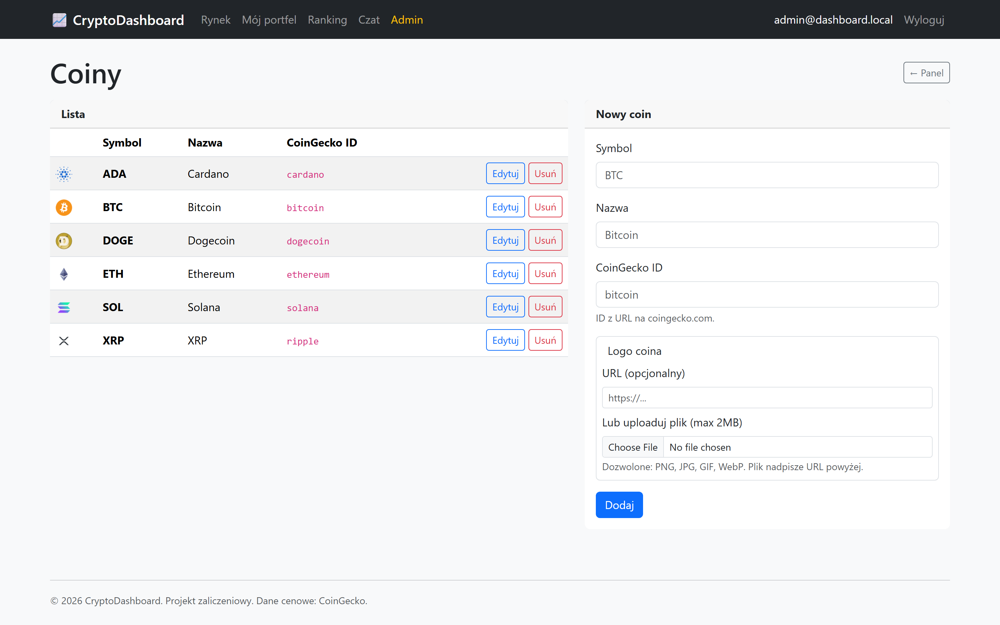 CryptoDashboard Rynek Mój portfel Ranking Czat Admin admin@dashboard.local Wyloguj
Coiny
← Panel
Lista
Symbol Nazwa CoinGecko ID
ADA Cardano cardano Edytuj Usuń
BTC Bitcoin bitcoin Edytuj Usuń
DOGE Dogecoin dogecoin Edytuj Usuń
ETH Ethereum ethereum Edytuj Usuń
SOL Solana solana Edytuj Usuń
XRP XRP ripple Edytuj Usuń
Nowy coin
Symbol
BTC
Nazwa
Bitcoin
CoinGecko ID
bitcoin
ID z URL na coingecko.com.
Logo coina
URL (opcjonalny)
https://...
Lub uploaduj plik (max 2MB)
Choose File No file chosen
Dozwolone: PNG, JPG, GIF, WebP. Plik nadpisze URL powyżej.
Dodaj
© 2026 CryptoDashboard. Projekt zaliczeniowy. Dane cenowe: CoinGecko.